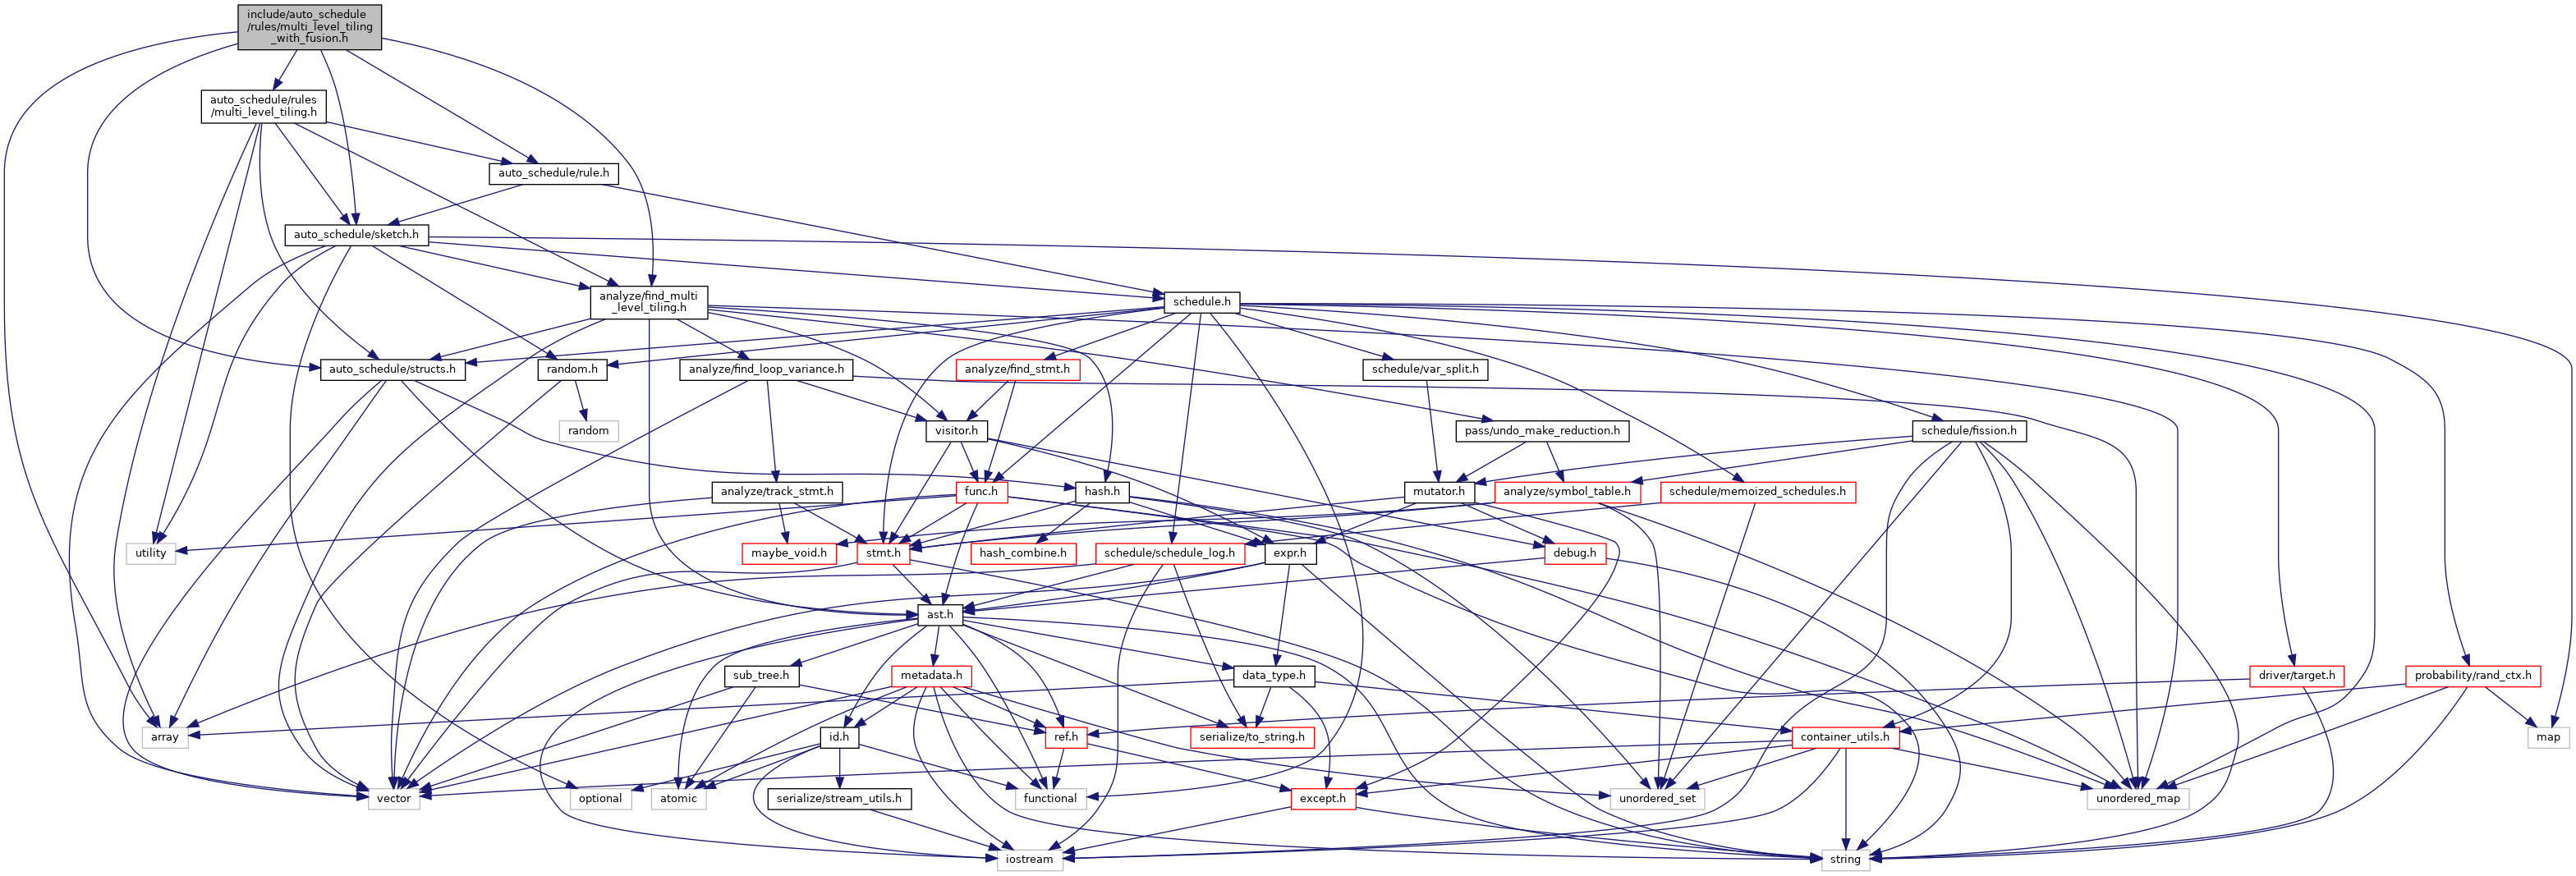 include/auto_schedule
/rules/multi_level_tiling
_with_fusion.h
auto_schedule/rules
/multi_level_tiling.h
auto_schedule/rule.h
auto_schedule/sketch.h
analyze/find_multi
_level_tiling.h
schedule.h
auto_schedule/structs.h
random.h
analyze/find_loop_variance.h
analyze/find_stmt.h
schedule/var_split.h
random
visitor.h
pass/undo_make_reduction.h
schedule/fission.h
analyze/track_stmt.h
func.h
hash.h
mutator.h
analyze/symbol_table.h
schedule/memoized_schedules.h
utility
maybe_void.h
stmt.h
hash_combine.h
schedule/schedule_log.h
expr.h
debug.h
ast.h
sub_tree.h
metadata.h
data_type.h
driver/target.h
probability/rand_ctx.h
array
id.h
ref.h
serialize/to_string.h
container_utils.h
map
vector
optional
atomic
serialize/stream_utils.h
functional
except.h
unordered_set
unordered_map
iostream
string